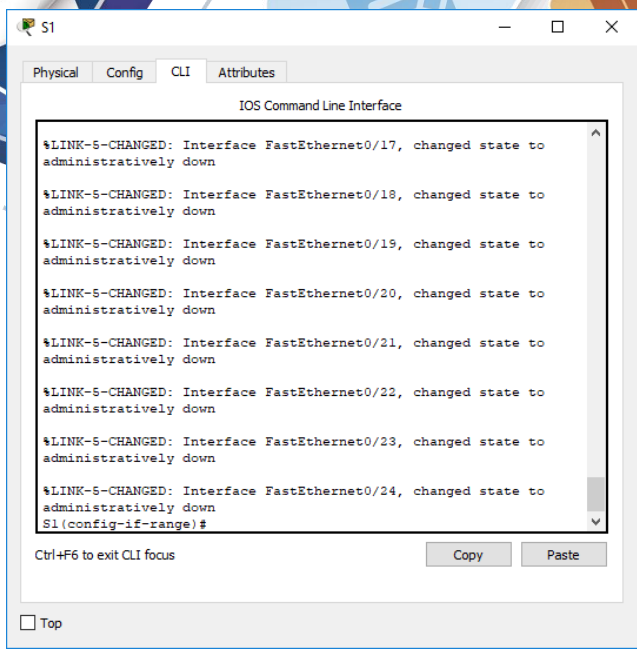 S1
Physical Config CLI Attributes
IOS Command Line Interface
%LINK-5-CHANGED: Interface FastEthernet0/17, changed state to
administratively down
%LINK-5-CHANGED: Interface FastEthernet0/18, changed state to
administratively down
%LINK-5-CHANGED: Interface FastEthernet0/19, changed state to
administratively down
%LINK-5-CHANGED: Interface FastEthernet0/20, changed state to
administratively down
%LINK-5-CHANGED: Interface FastEthernet0/21, changed state to
administratively down
%LINK-5-CHANGED: Interface FastEthernet0/22, changed state to
administratively down
%LINK-5-CHANGED: Interface FastEthernet0/23, changed state to
administratively down
%LINK-5-CHANGED: Interface FastEthernet0/24, changed state to
administratively down
S1(config-if-range)#
Ctrl+F6 to exit CLI focus Copy Paste
Top